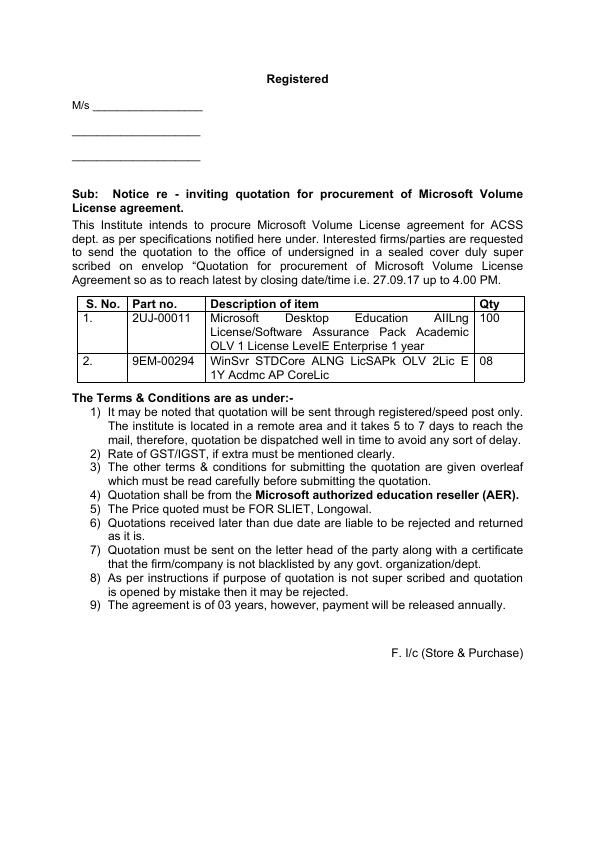 Registered
M/s ___________________
___________________
___________________
Sub: Notice re - inviting quotation for procurement of Microsoft Volume
License agreement.
This Institute intends to procure Microsoft Volume License agreement for ACSS
dept. as per specifications notified here under. Interested firms/parties are requested
to send the quotation to the office of undersigned in a sealed cover duly super
scribed on envelop “Quotation for procurement of Microsoft Volume License
Agreement so as to reach latest by closing date/time i.e. 27.09.17 up to 4.00 PM.
S. No. Part no. Description of item Qty
1. 2UJ-00011 Microsoft Desktop Education AllLng 100
License/Software Assurance Pack Academic
OLV 1 License LevelE Enterprise 1 year
2. 9EM-00294 WinSvr STDCore ALNG LicSAPk OLV 2Lic E 08
1Y Acdmc AP CoreLic
The Terms & Conditions are as under:-
1) It may be noted that quotation will be sent through registered/speed post only.
The institute is located in a remote area and it takes 5 to 7 days to reach the
mail, therefore, quotation be dispatched well in time to avoid any sort of delay.
2) Rate of GST/IGST, if extra must be mentioned clearly.
3) The other terms & conditions for submitting the quotation are given overleaf
which must be read carefully before submitting the quotation.
4) Quotation shall be from the Microsoft authorized education reseller (AER).
5) The Price quoted must be FOR SLIET, Longowal.
6) Quotations received later than due date are liable to be rejected and returned
as it is.
7) Quotation must be sent on the letter head of the party along with a certificate
that the firm/company is not blacklisted by any govt. organization/dept.
8) As per instructions if purpose of quotation is not super scribed and quotation
is opened by mistake then it may be rejected.
9) The agreement is of 03 years, however, payment will be released annually.
F. I/c (Store & Purchase)